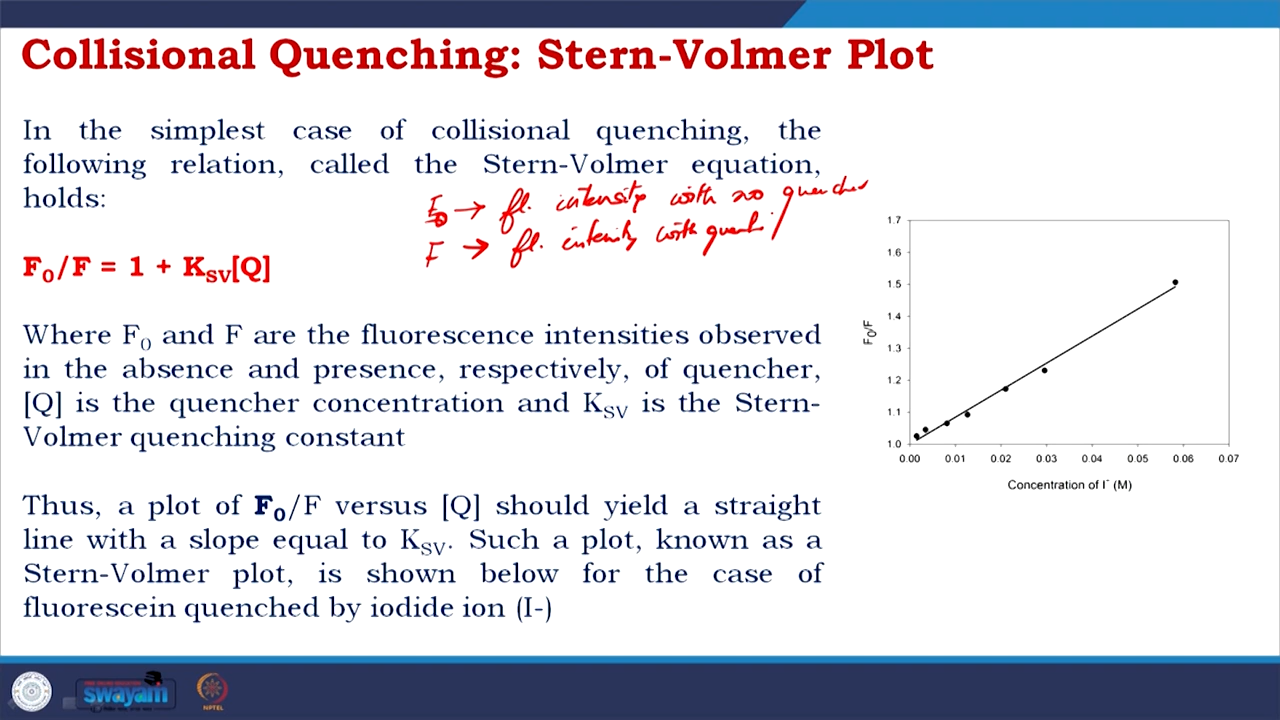 Collisional Quenching: Stern-Volmer Plot
In the simplest case of collisional quenching, the
following relation, called the Stern-Volmer equation,
holds:
F₀ → fl. intensity with no quencher
F → fl. intensity with quencher
F₀/F = 1 + K_SV[Q]
Where F₀ and F are the fluorescence intensities observed
in the absence and presence, respectively, of quencher,
[Q] is the quencher concentration and K_SV is the Stern-
Volmer quenching constant
Thus, a plot of F₀/F versus [Q] should yield a straight
line with a slope equal to K_SV. Such a plot, known as a
Stern-Volmer plot, is shown below for the case of
fluorescein quenched by iodide ion (I-)
1.7
1.6
1.5
1.4
1.3
1.2
1.1
1.0
F₀/F
0.00 0.01 0.02 0.03 0.04 0.05 0.06 0.07
Concentration of I⁻ (M)
swayam
NPTEL